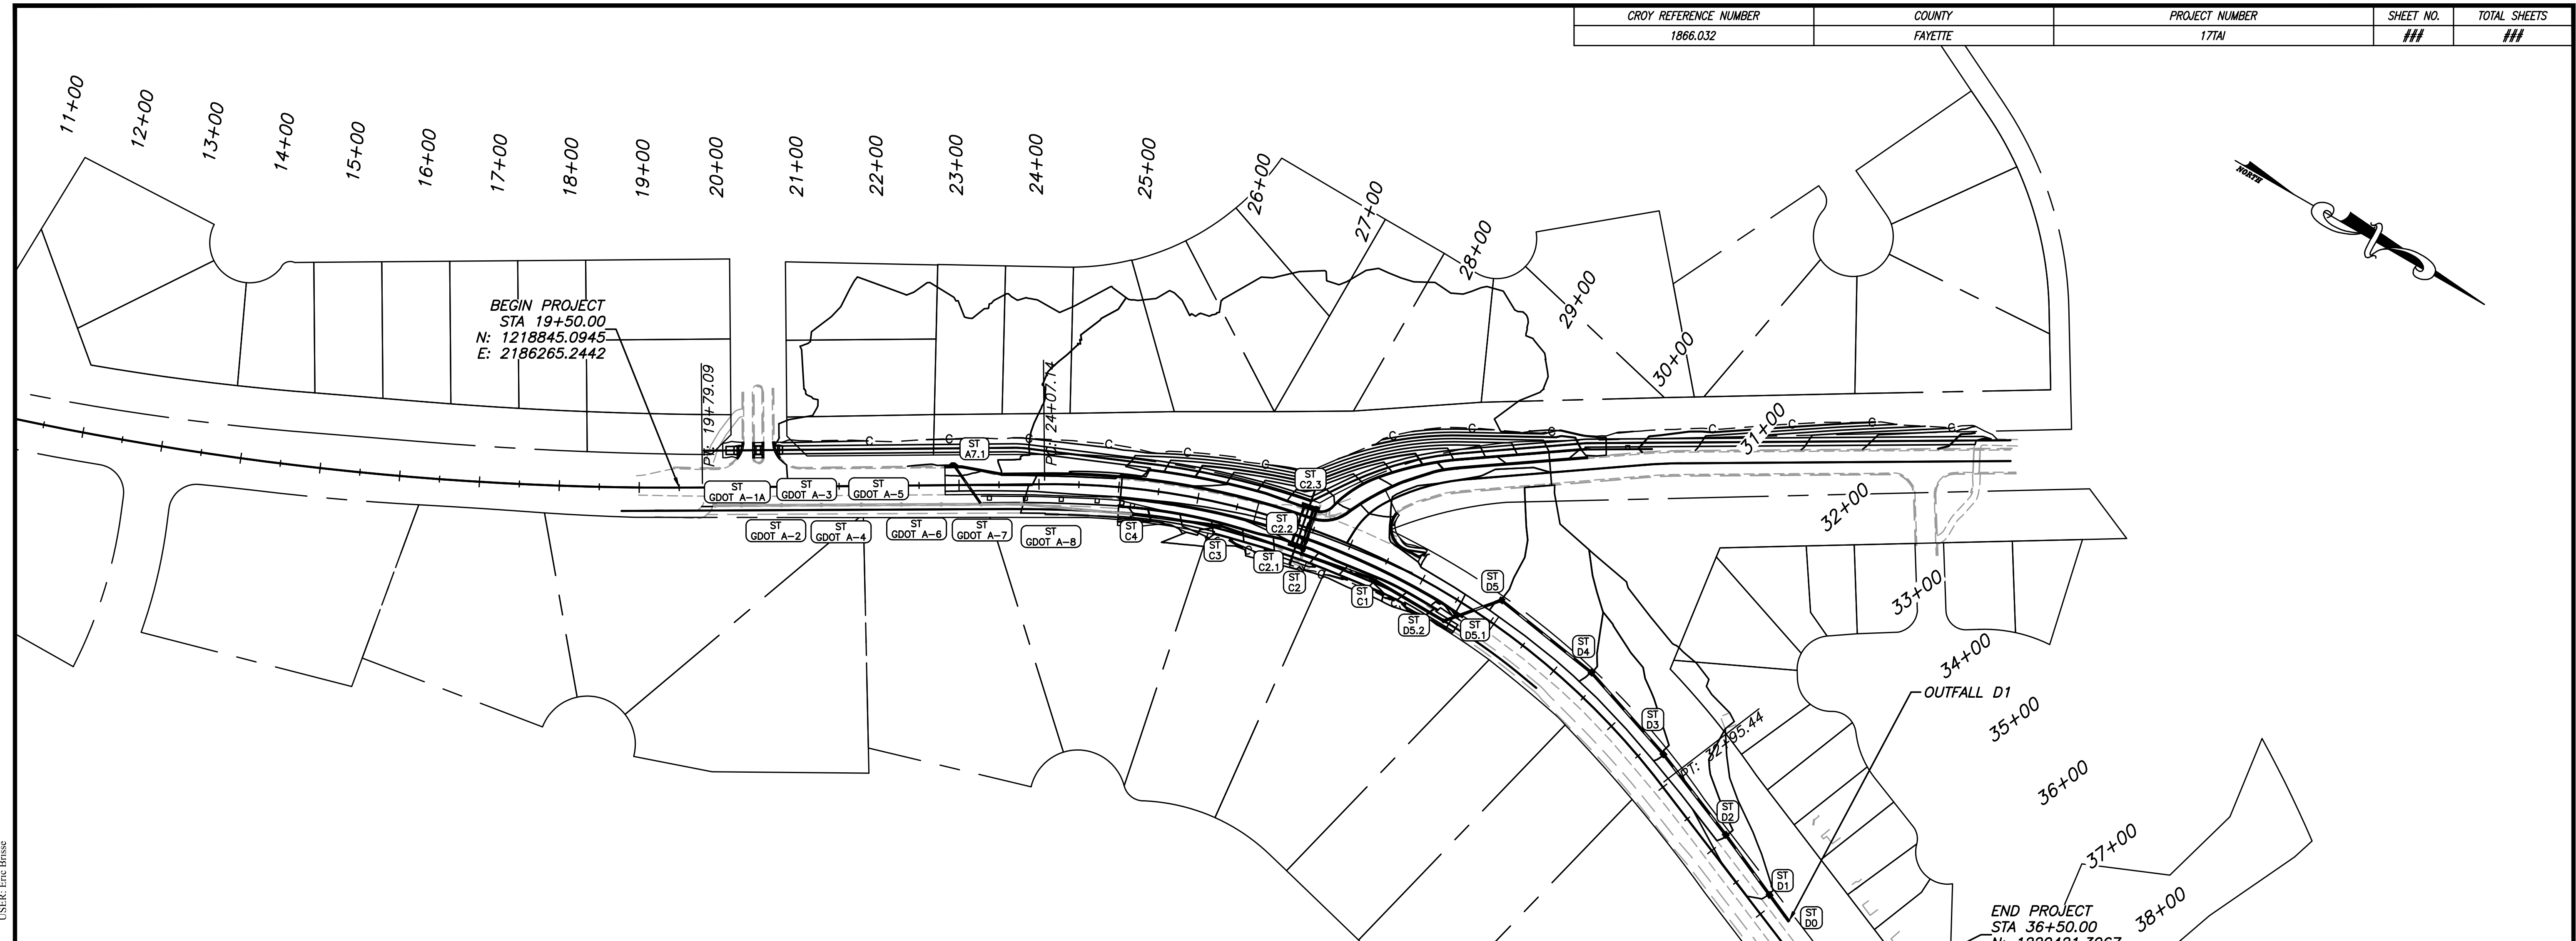 CROY REFERENCE NUMBER COUNTY PROJECT NUMBER SHEET NO. TOTAL SHEETS
1866.032 FAYETTE 17TAI ### ###
11+00
12+00
13+00
14+00
15+00
16+00
17+00
18+00
19+00
20+00
21+00
22+00
23+00
24+00
25+00
26+00
27+00
28+00
29+00
30+00
31+00
32+00
33+00
34+00
35+00
36+00
37+00
38+00
NORTH
BEGIN PROJECT
STA 19+50.00
N: 1218845.0945
E: 2186265.2442
PT: 19+79.09
PC: 24+07.14
ST
A7.1
ST
GDOT A-1A
ST
GDOT A-3
ST
GDOT A-5
ST
GDOT A-2
ST
GDOT A-4
ST
GDOT A-6
ST
GDOT A-7
ST
GDOT A-8
ST
C4
ST
C3
ST
C2.1
ST
C2
ST
C2.2
ST
C2.3
ST
C1
ST
D5.2
ST
D5.1
ST
D5
ST
D4
ST
D3
PT: 32+95.44
ST
D2
ST
D1
ST
D0
OUTFALL D1
END PROJECT
STA 36+50.00
C C C C C C C C C C C C C C C C
USER: Eric Brisse